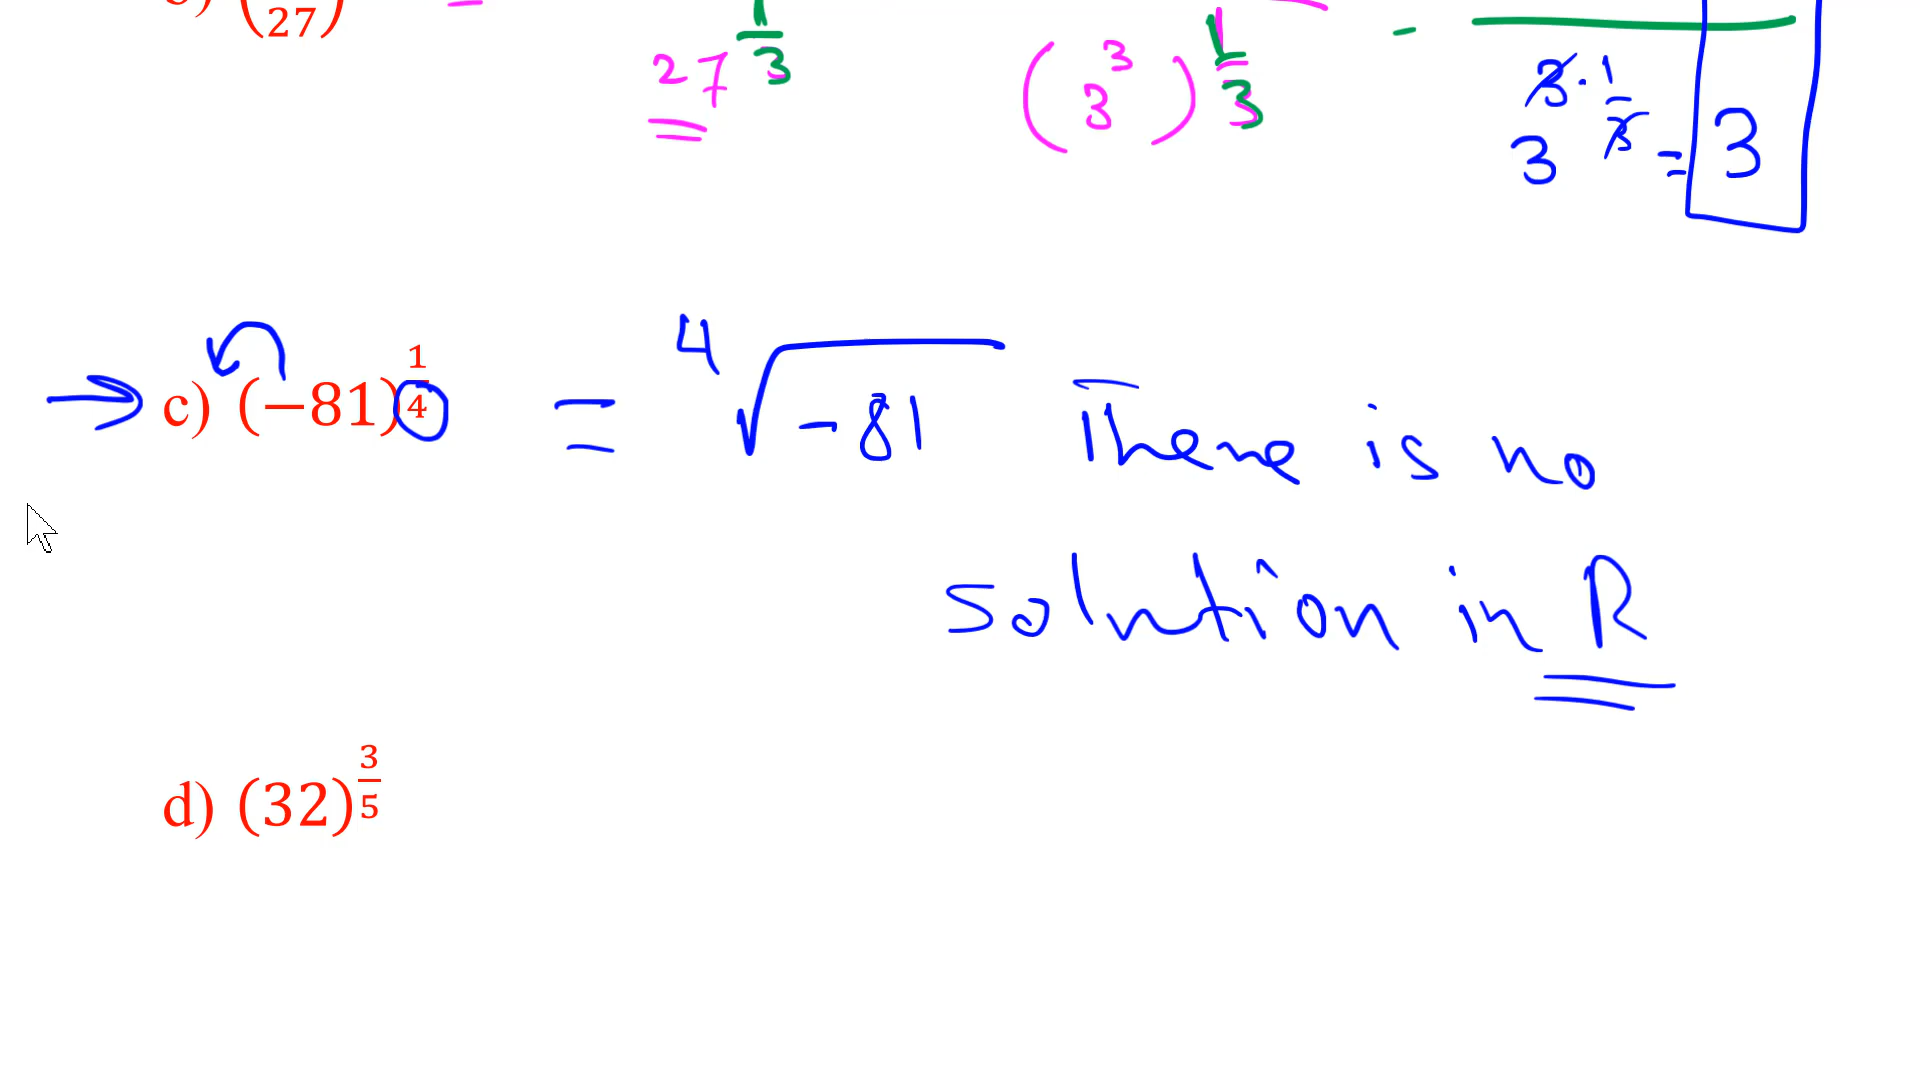 27
27^{1/3} (3^3)^{1/3} 3^{3·1/3} = 3
c) (−81)^{1/4} = ∜−81 There is no
solution in R
d) (32)^{3/5}